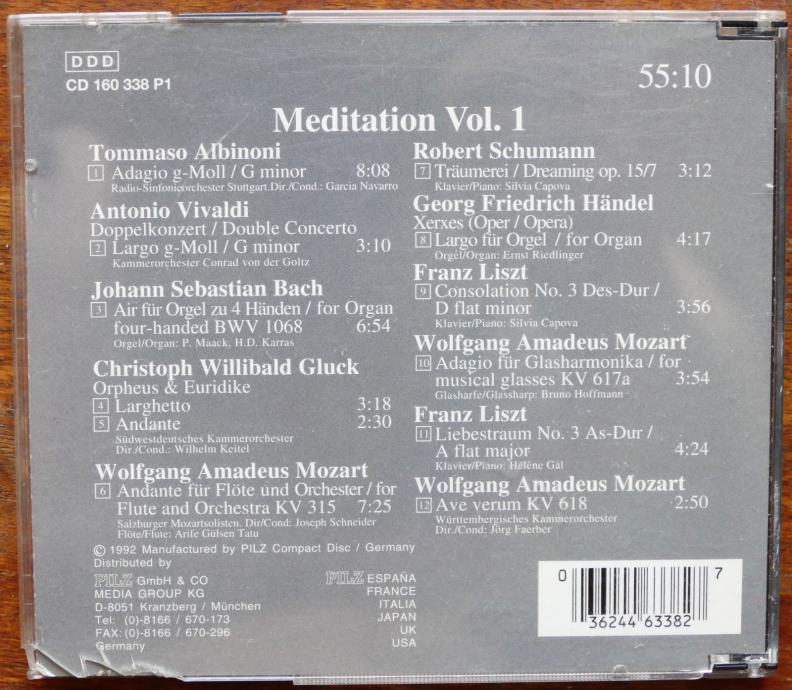 DDD
CD 160 338 P1
55:10
Meditation Vol. 1
Tommaso Albinoni
1 Adagio g-Moll / G minor 8:08
Radio-Sinfonieorchester Stuttgart.Dir./Cond.: Garcia Navarro
Antonio Vivaldi
Doppelkonzert / Double Concerto
2 Largo g-Moll / G minor 3:10
Kammerorchester Conrad von der Goltz
Johann Sebastian Bach
3 Air für Orgel zu 4 Händen / for Organ
four-handed BWV 1068 6:54
Orgel/Organ: P. Maack, H.D. Karras
Christoph Willibald Gluck
Orpheus & Euridike
4 Larghetto 3:18
5 Andante 2:30
Südwestdeutsches Kammerorchester
Dir./Cond.: Wilhelm Keitel
Wolfgang Amadeus Mozart
6 Andante für Flöte und Orchester / for
Flute and Orchestra KV 315 7:25
Salzburger Mozartsolisten. Dir/Cond: Joseph Schneider
Flöte/Flute: Arife Gülsen Tatu
Robert Schumann
7 Träumerei / Dreaming op. 15/7 3:12
Klavier/Piano: Silvia Capova
Georg Friedrich Händel
Xerxes (Oper / Opera)
8 Largo für Orgel / for Organ 4:17
Orgel/Organ: Ernst Riedlinger
Franz Liszt
9 Consolation No. 3 Des-Dur /
D flat minor 3:56
Klavier/Piano: Silvia Capova
Wolfgang Amadeus Mozart
10 Adagio für Glasharmonika / for
musical glasses KV 617a 3:54
Glasharfe/Glassharp: Bruno Hoffmann
Franz Liszt
11 Liebestraum No. 3 As-Dur /
A flat major 4:24
Klavier/Piano: Hélène Gál
Wolfgang Amadeus Mozart
12 Ave verum KV 618 2:50
Württembergisches Kammerorchester
Dir./Cond: Jörg Faerber
© 1992 Manufactured by PILZ Compact Disc / Germany
Distributed by
PILZ GmbH & CO
MEDIA GROUP KG
D-8051 Kranzberg / München
Tel: (0)-8166 / 670-173
FAX: (0)-8166 / 670-296
Germany
PILZ ESPAÑA
FRANCE
ITALIA
JAPAN
UK
USA
0 36244 63382 7